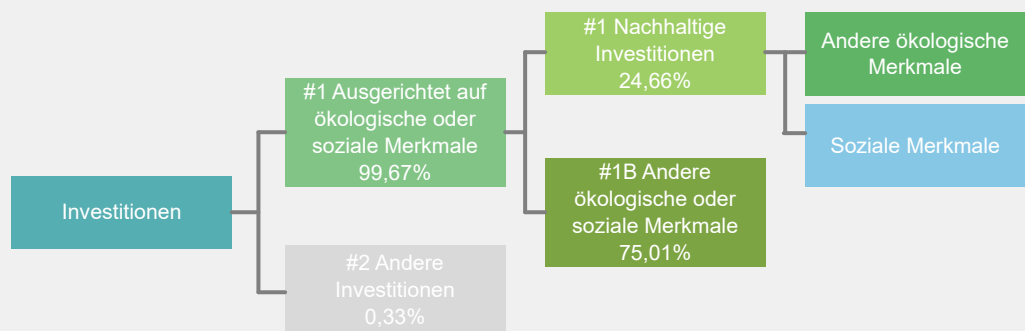 Investitionen
#1 Ausgerichtet auf
ökologische oder
soziale Merkmale
99,67%
#2 Andere
Investitionen
0,33%
#1 Nachhaltige
Investitionen
24,66%
#1B Andere
ökologische oder
soziale Merkmale
75,01%
Andere ökologische
Merkmale
Soziale Merkmale